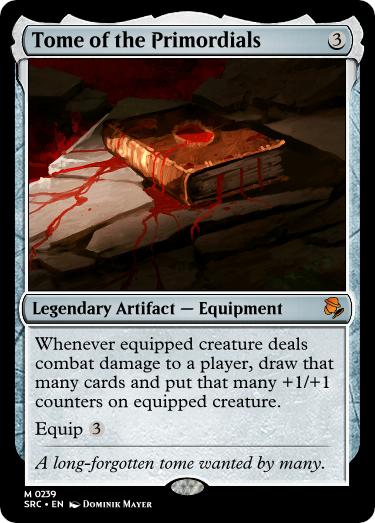 Tome of the Primordials 3
Legendary Artifact — Equipment
Whenever equipped creature deals
combat damage to a player, draw that
many cards and put that many +1/+1
counters on equipped creature.
Equip 3
A long-forgotten tome wanted by many.
M 0239
SRC • EN Dominik Mayer